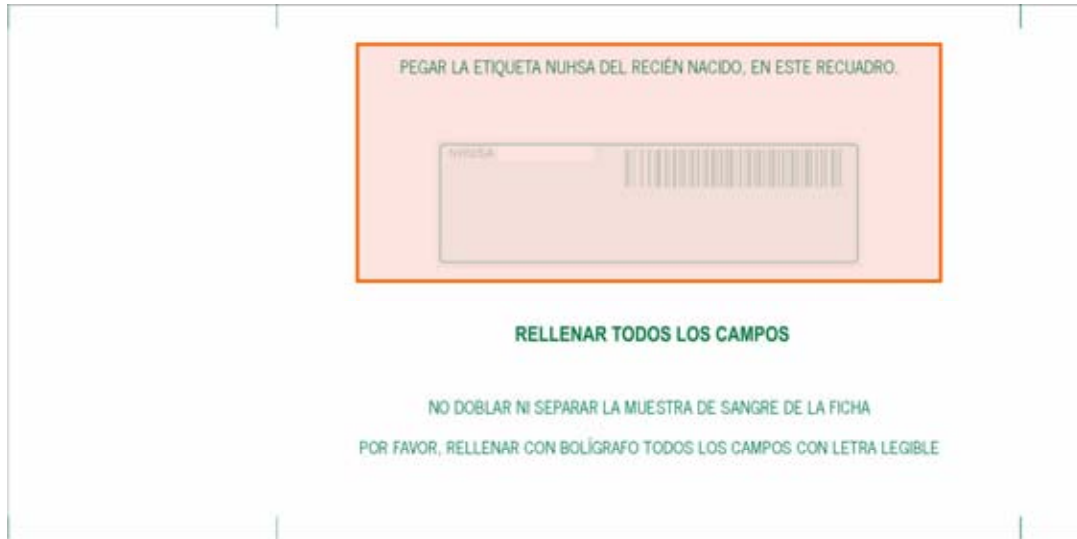 PEGAR LA ETIQUETA NUHSA DEL RECIÉN NACIDO, EN ESTE RECUADRO.
NUHSA
RELLENAR TODOS LOS CAMPOS
NO DOBLAR NI SEPARAR LA MUESTRA DE SANGRE DE LA FICHA
POR FAVOR, RELLENAR CON BOLÍGRAFO TODOS LOS CAMPOS CON LETRA LEGIBLE